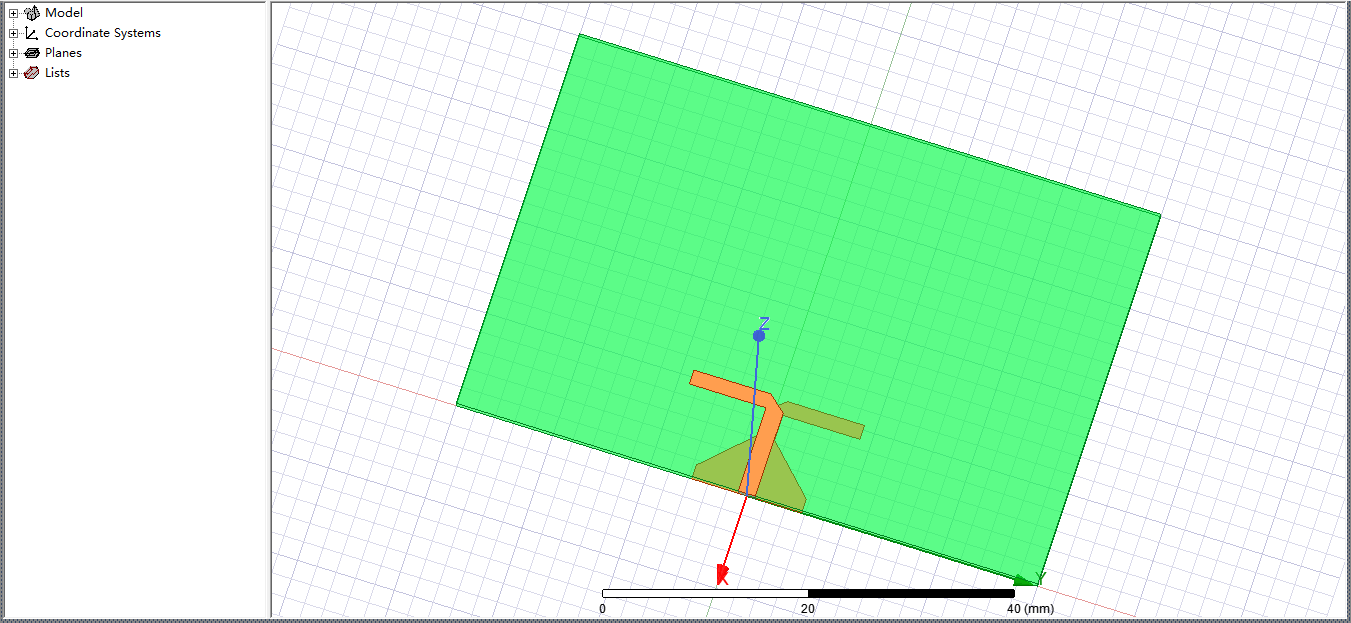 Model
Coordinate Systems
Planes
Lists
Z
X
Y
0
20
40 (mm)